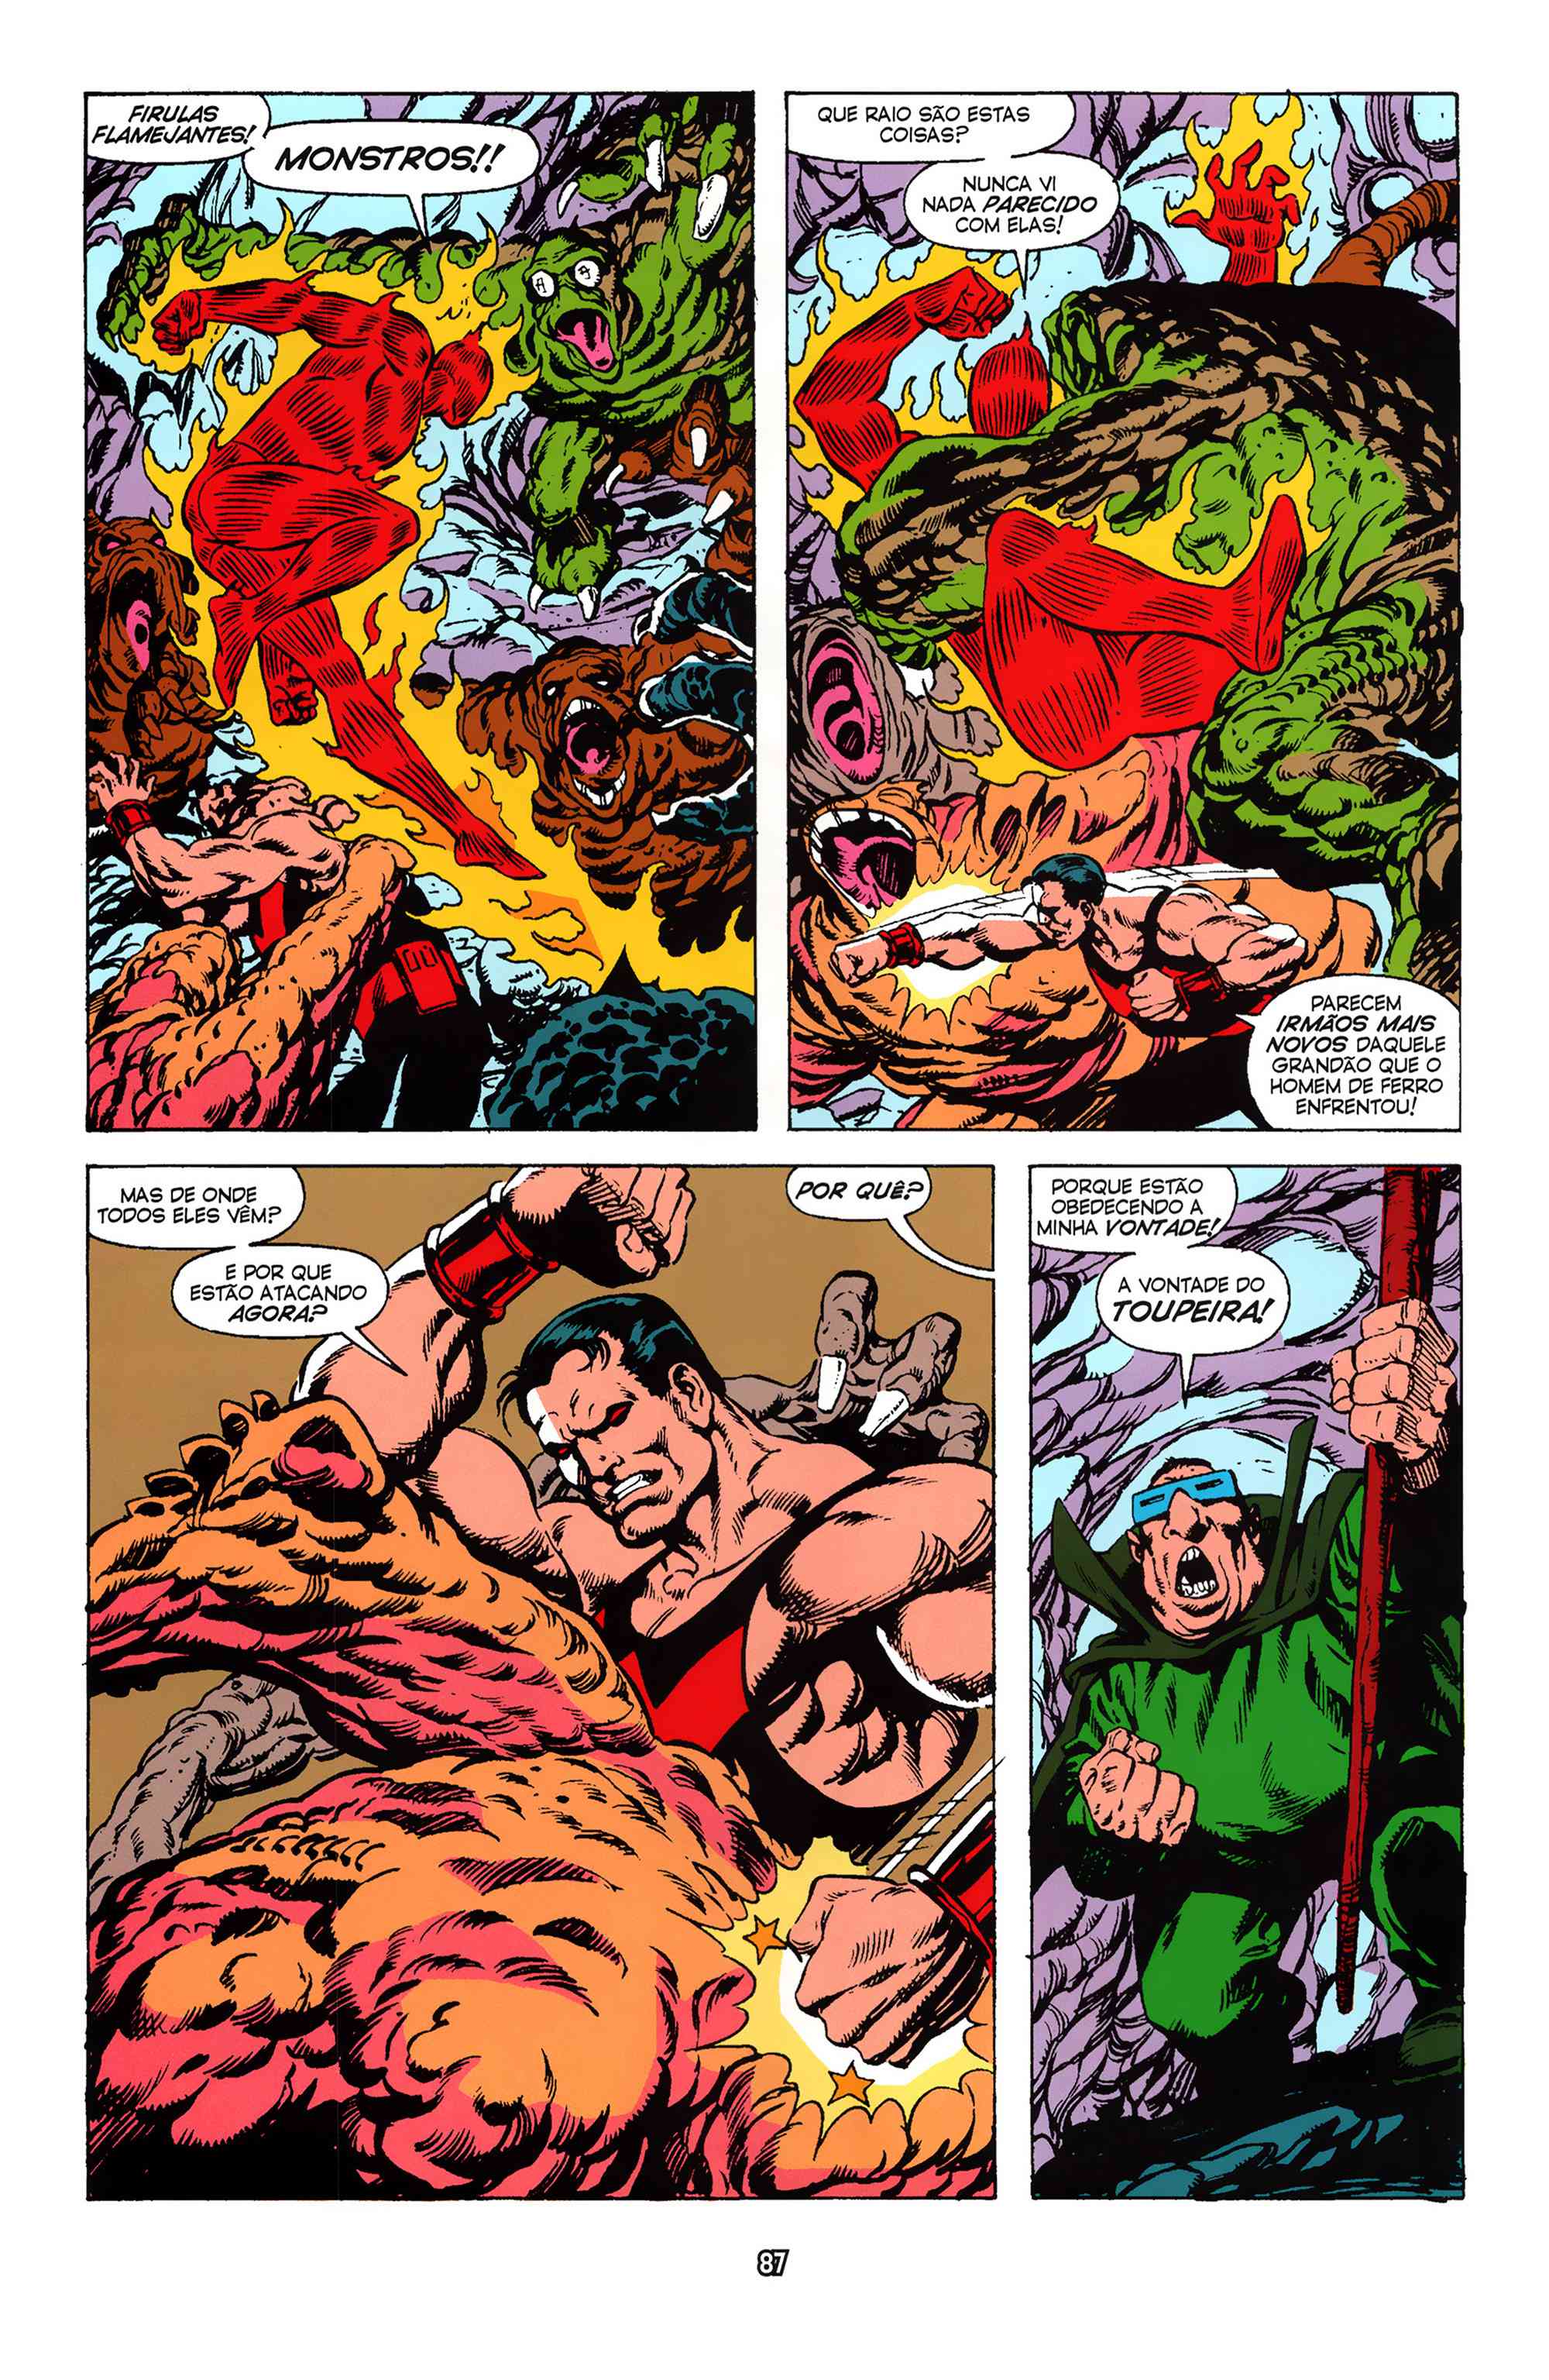 FIRULAS
FLAMEJANTES!
MONSTROS!!
QUE RAIO SÃO ESTAS
COISAS?
NUNCA VI
NADA PARECIDO
COM ELAS!
PARECEM
IRMÃOS MAIS
NOVOS DAQUELE
GRANDÃO QUE O
HOMEM DE FERRO
ENFRENTOU!
MAS DE ONDE
TODOS ELES VÊM?
E POR QUE
ESTÃO ATACANDO
AGORA?
POR QUÊ?
PORQUE ESTÃO
OBEDECENDO A
MINHA VONTADE!
A VONTADE DO
TOUPEIRA!
87